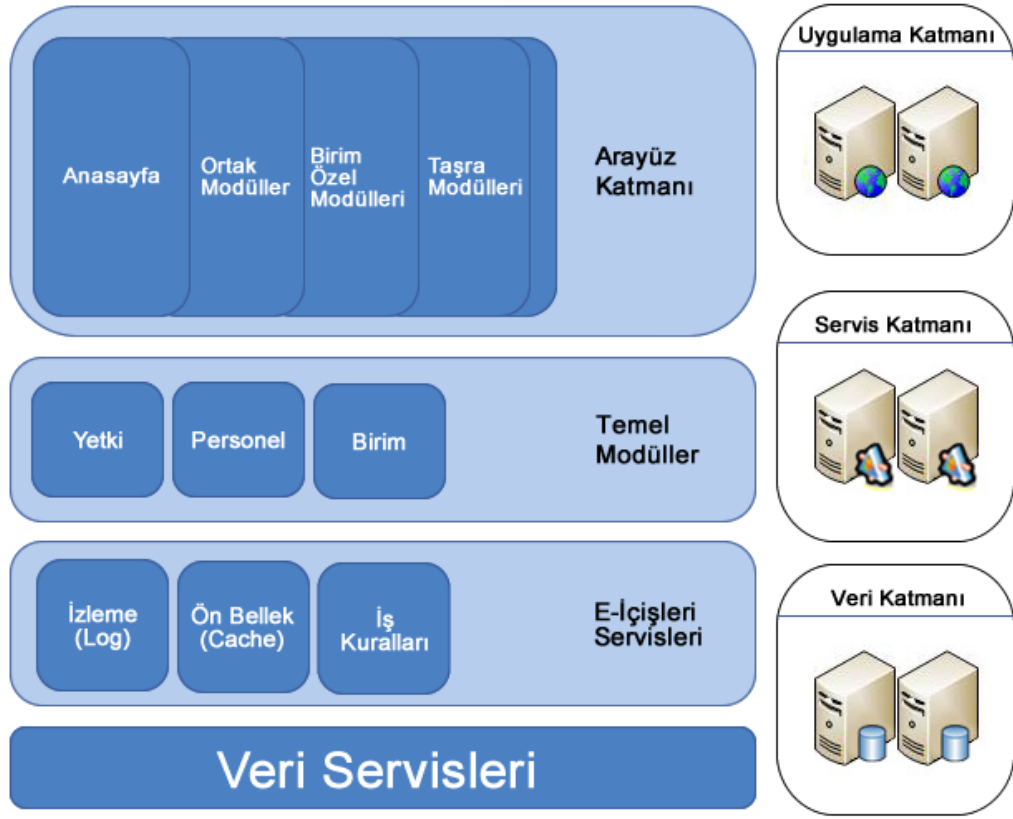 Anasayfa
Ortak
Modüller
Birim
Özel
Modülleri
Taşra
Modülleri
Arayüz
Katmanı
Yetki
Personel
Birim
Temel
Modüller
İzleme
(Log)
Ön Bellek
(Cache)
İş
Kuralları
E-İçişleri
Servisleri
Veri Servisleri
Uygulama Katmanı
Servis Katmanı
Veri Katmanı